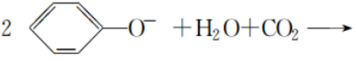 2 —O⁻ +H₂O+CO₂ ⟶